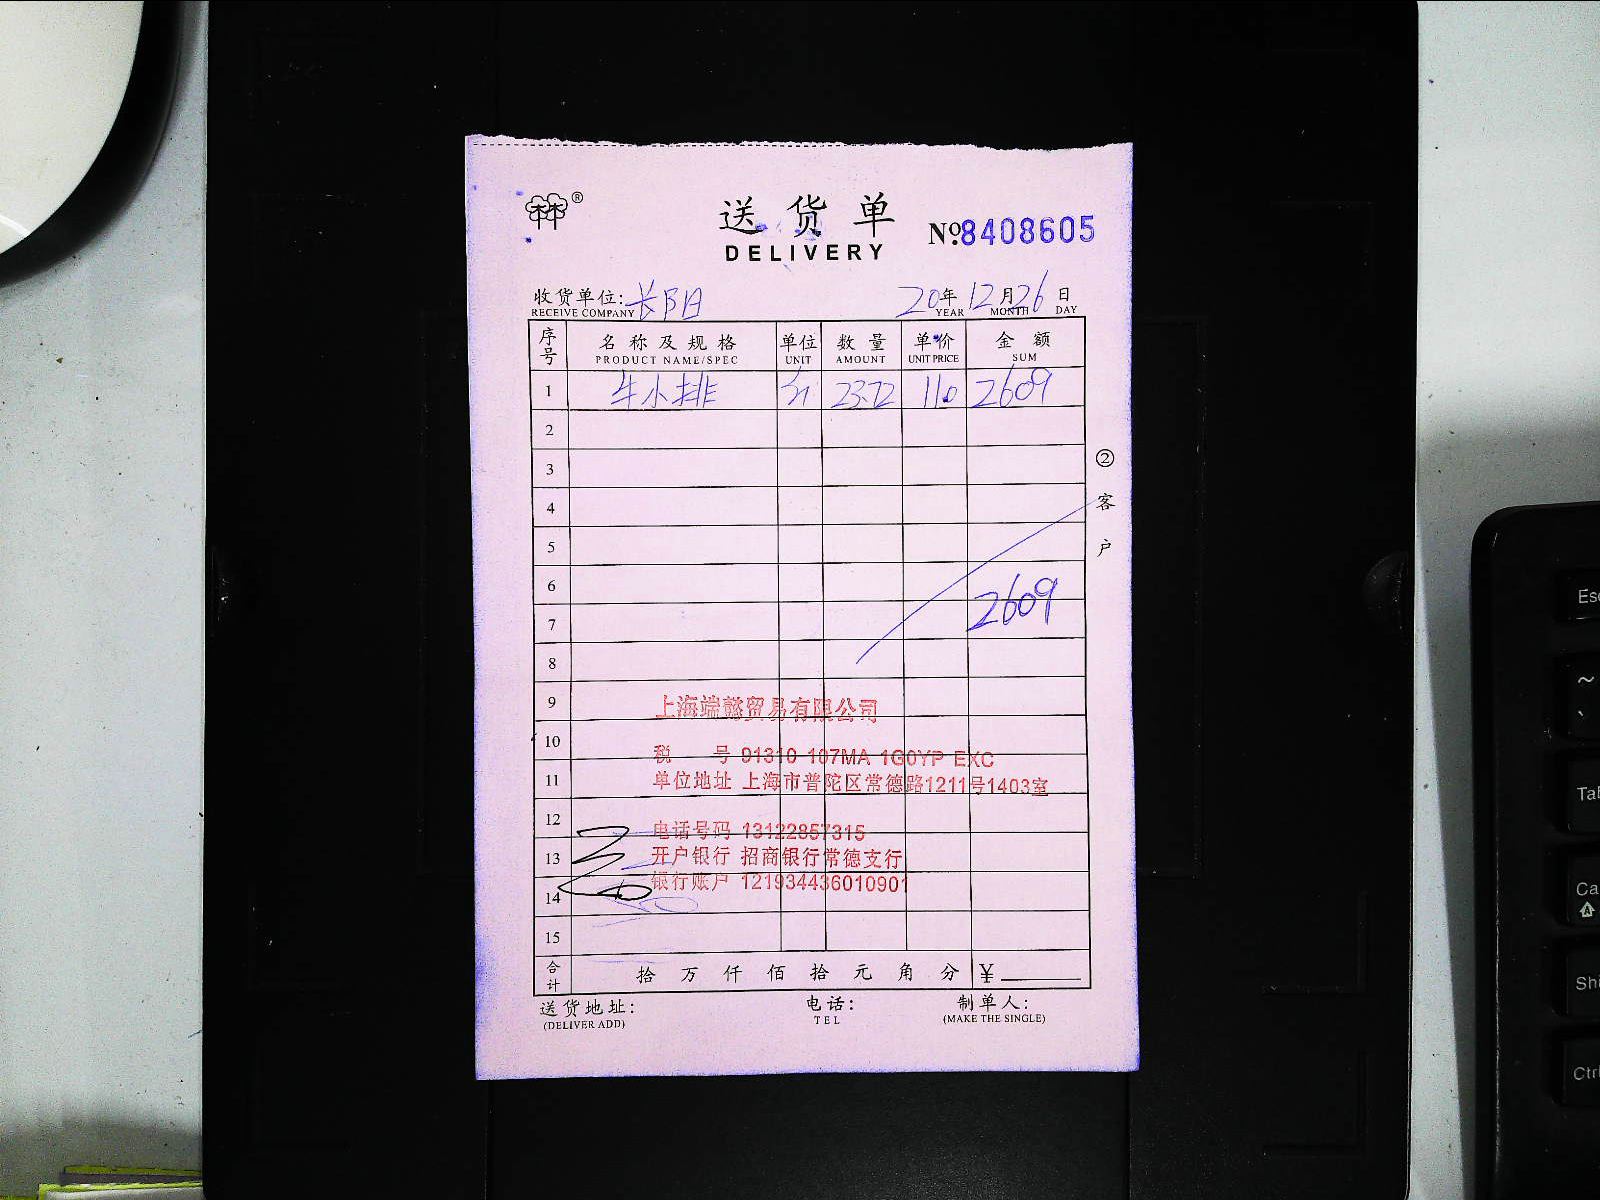 送货单
DELIVERY
№8408605
收货单位: 长阳
RECEIVE COMPANY
20年12月26日
YEAR MONTH DAY
序号 名称及规格 单位 数量 单价 金额
PRODUCT NAME/SPEC UNIT AMOUNT UNIT PRICE SUM
1 牛小排 斤 23.72 110 2609
2
3
4
5
6
2609
7
8
9
上海端懿贸易有限公司
10
税 号 91310 107MA 1G0YP EXC
11
单位地址 上海市普陀区常德路1211号1403室
12
电话号码 13122857315
13
开户银行 招商银行常德支行
14
银行账户 121934436010901
15
合计 拾 万 仟 佰 拾 元 角 分 ¥
送货地址: 电话: 制单人:
(DELIVER ADD) TEL (MAKE THE SINGLE)
②客户
Esc
~
Tab
Ca
Shi
Ctrl